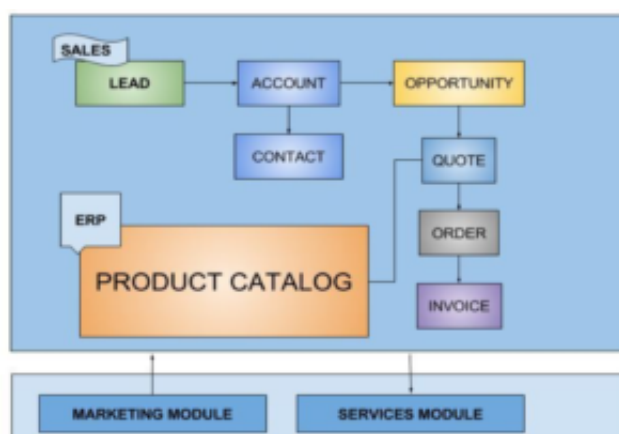 SALES
LEAD
ACCOUNT
OPPORTUNITY
CONTACT
QUOTE
ERP
ORDER
PRODUCT CATALOG
INVOICE
MARKETING MODULE
SERVICES MODULE